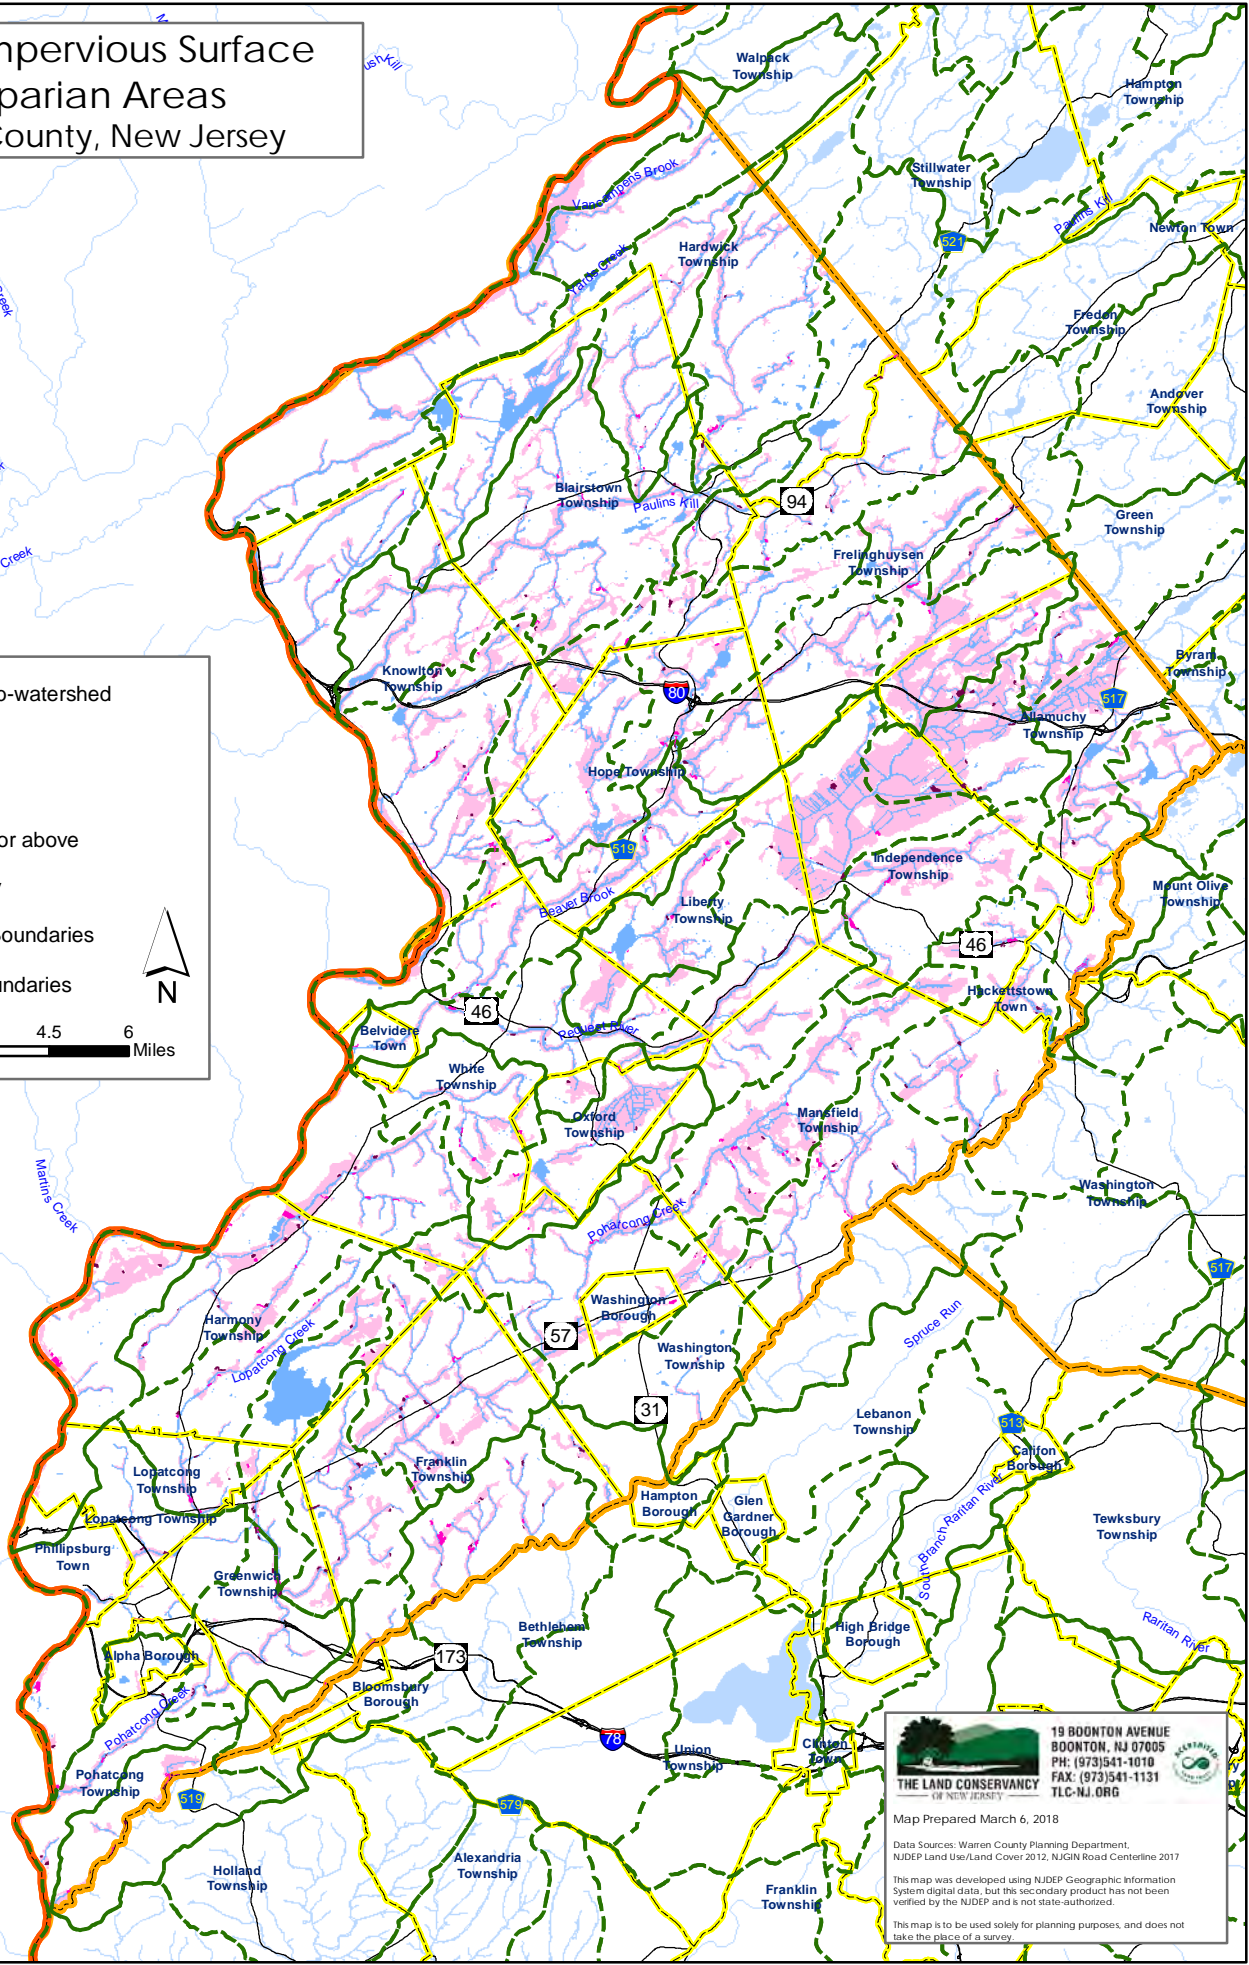 mpervious Surface
parian Areas
County, New Jersey
ush Kill
Walpack
Township
Hampton
Township
Stillwater
Township
Vancampens Brook
Paulins Kill
Newton Town
521
Hardwick
Township
Yards Creek
Creek
Fredon
Township
Andover
Township
Blairstown
Township
Paulins Kill
94
Green
Township
Creek
Frelinghuysen
Township
Byram
Township
Knowlton
Township
80
517
Allamuchy
Township
o-watershed
Hope Township
or above
519
Independence
Township
Beaver Brook
Liberty
Township
Mount Olive
Township
Boundaries
undaries
N
46
Hackettstown
Town
46
Belvidere
Town
Request River
4.5
6
Miles
White
Township
Oxford
Township
Mansfield
Township
Martins Creek
Washington
Township
Poharcong Creek
517
Washington
Borough
Harmony
Township
Lopatcong Creek
57
Washington
Township
Spruce Run
31
Lebanon
Township
513
Califon
Borough
Lopatcong
Township
Franklin
Township
Hampton
Borough
Glen
Gardner
Borough
South Branch Raritan River
Tewksbury
Township
Lopatcong Township
Phillipsburg
Town
Greenwich
Township
Bethlehem
Township
High Bridge
Borough
Raritan River
Alpha Borough
173
Bloomsbury
Borough
Pohatcong Creek
78
Union
Township
Clinton
Town
Pohatcong
Township
519
579
Holland
Township
Alexandria
Township
Franklin
Township
THE LAND CONSERVANCY
OF NEW JERSEY
19 BOONTON AVENUE
BOONTON, NJ 07005
PH: (973)541-1010
FAX: (973)541-1131
TLC-NJ.ORG
ACCREDITED
Map Prepared March 6, 2018
Data Sources: Warren County Planning Department,
NJDEP Land Use/Land Cover 2012, NJGIN Road Centerline 2017
This map was developed using NJDEP Geographic Information
System digital data, but this secondary product has not been
verified by the NJDEP and is not state-authorized.
This map is to be used solely for planning purposes, and does not
take the place of a survey.